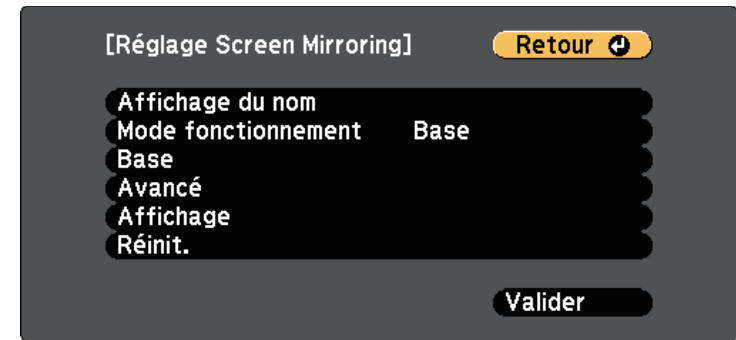 [Réglage Screen Mirroring] Retour
Affichage du nom
Mode fonctionnement Base
Base
Avancé
Affichage
Réinit.
Valider